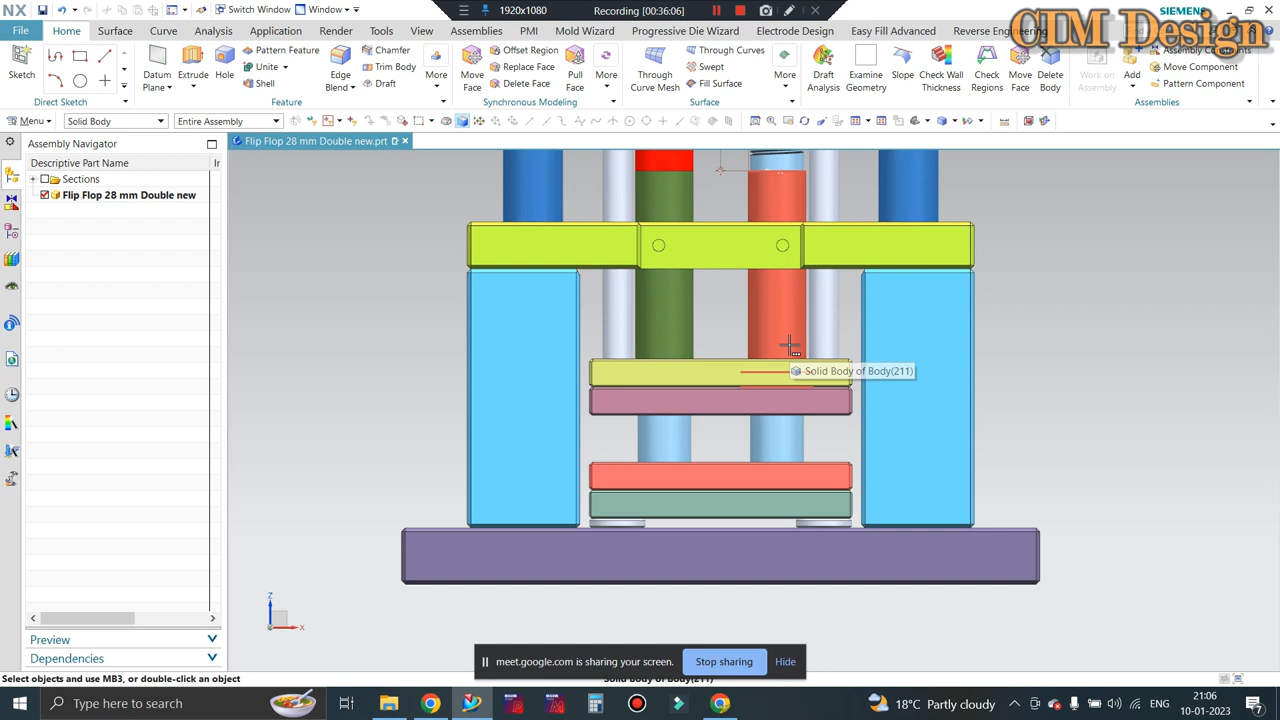 NX
Switch Window
Window
1920x1080
Recording [00:36:06]
SIEMENS
CIM Design
File
Home
Surface
Curve
Analysis
Application
Render
Tools
View
Assemblies
PMI
Mold Wizard
Progressive Die Wizard
Electrode Design
Easy Fill Advanced
Reverse Engineering
Pattern Feature
Chamfer
Offset Region
Through Curves
Assembly Constraints
Unite
Trim Body
Replace Face
Swept
Move Component
Shell
Draft
Delete Face
Fill Surface
Pattern Component
Sketch
Datum Plane
Extrude
Hole
Edge Blend
More
Move Face
Pull Face
More
Through Curve Mesh
More
Draft Analysis
Examine Geometry
Slope
Check Wall Thickness
Check Regions
Move Face
Delete Body
Work on Assembly
Add
Direct Sketch
Feature
Synchronous Modeling
Surface
Assemblies
Menu
Solid Body
Entire Assembly
Assembly Navigator
Flip Flop 28 mm Double new.prt
Descriptive Part Name
Sections
Flip Flop 28 mm Double new
Solid Body of Body(211)
Z
X
Preview
Dependencies
meet.google.com is sharing your screen.
Stop sharing
Hide
Select objects and use MB3, or double-click an object
Solid Body of Body(211)
Type here to search
18°C Partly cloudy
ENG
21:06
10-01-2023
7